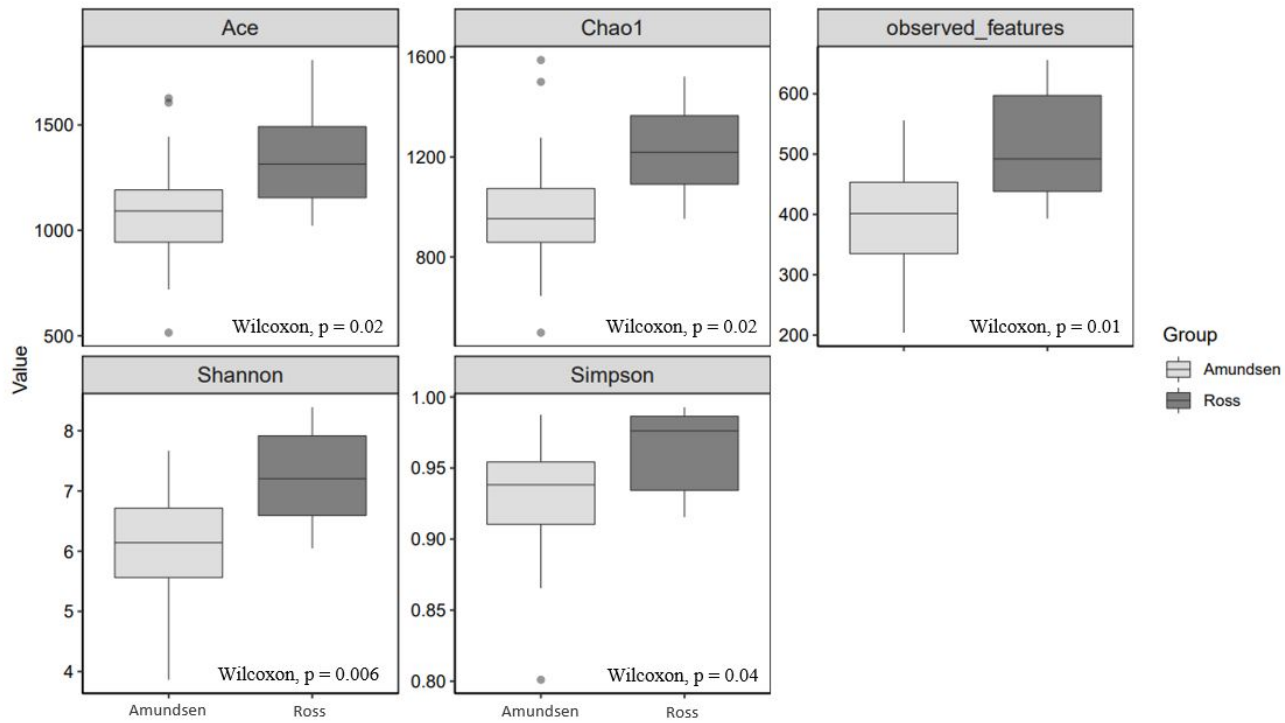 Ace
Chao1
observed_features
1500
1000
500
Wilcoxon, p = 0.02
1600
1200
800
Wilcoxon, p = 0.02
600
500
400
300
200
Wilcoxon, p = 0.01
Value
Shannon
Simpson
8
7
6
5
4
Wilcoxon, p = 0.006
Amundsen
Ross
1.00
0.95
0.90
0.85
0.80
Wilcoxon, p = 0.04
Amundsen
Ross
Group
Amundsen
Ross